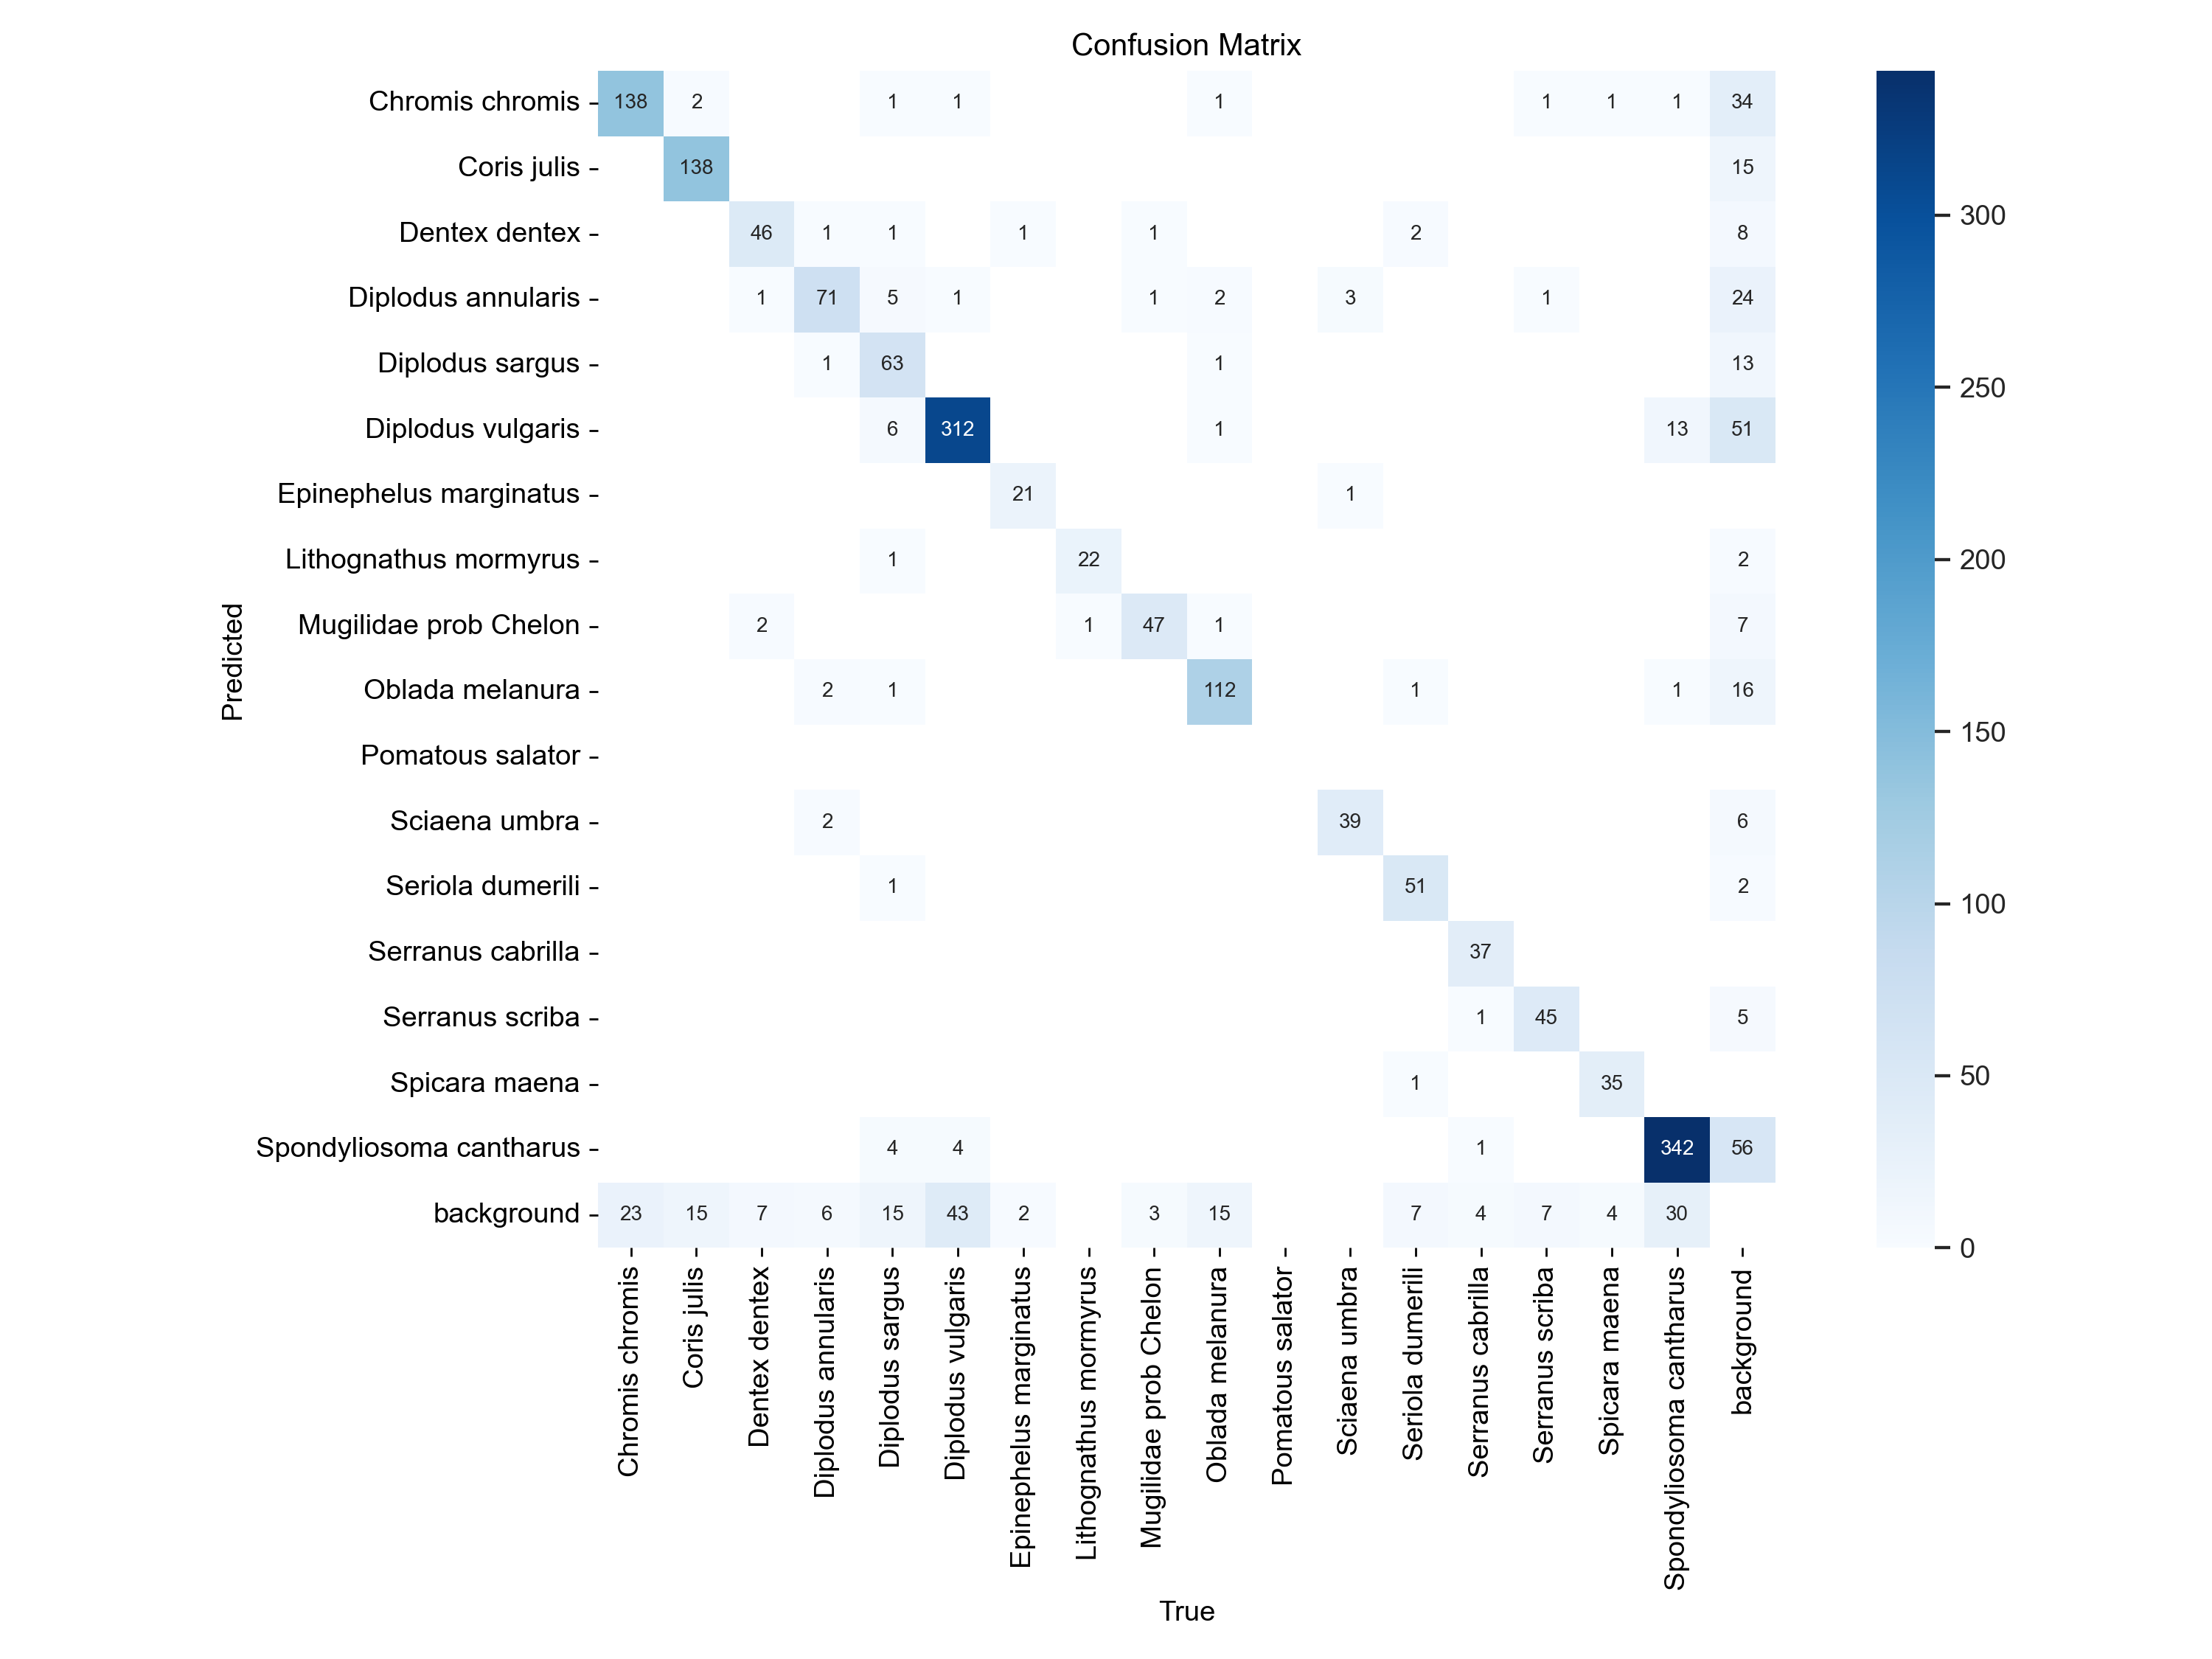 Confusion Matrix
Chromis chromis 138 2 1 1 1 1 1 1 34
Coris julis 138 15
Dentex dentex 46 1 1 1 1 2 8
300
Diplodus annularis 1 71 5 1 1 2 3 1 24
Diplodus sargus 1 63 1 13
250
Diplodus vulgaris 6 312 1 13 51
Epinephelus marginatus 21 1
Lithognathus mormyrus 1 22 2
200
Mugilidae prob Chelon 2 1 47 1 7
Predicted
Oblada melanura 2 1 112 1 1 16
150
Pomatous salator
Sciaena umbra 2 39 6
Seriola dumerili 1 51 2
100
Serranus cabrilla 37
Serranus scriba 1 45 5
50
Spicara maena 1 35
Spondyliosoma cantharus 4 4 1 342 56
background 23 15 7 6 15 43 2 3 15 7 4 7 4 30
0
Chromis chromis
Coris julis
Dentex dentex
Diplodus annularis
Diplodus sargus
Diplodus vulgaris
Epinephelus marginatus
Lithognathus mormyrus
Mugilidae prob Chelon
Oblada melanura
Pomatous salator
Sciaena umbra
Seriola dumerili
Serranus cabrilla
Serranus scriba
Spicara maena
Spondyliosoma cantharus
background
True